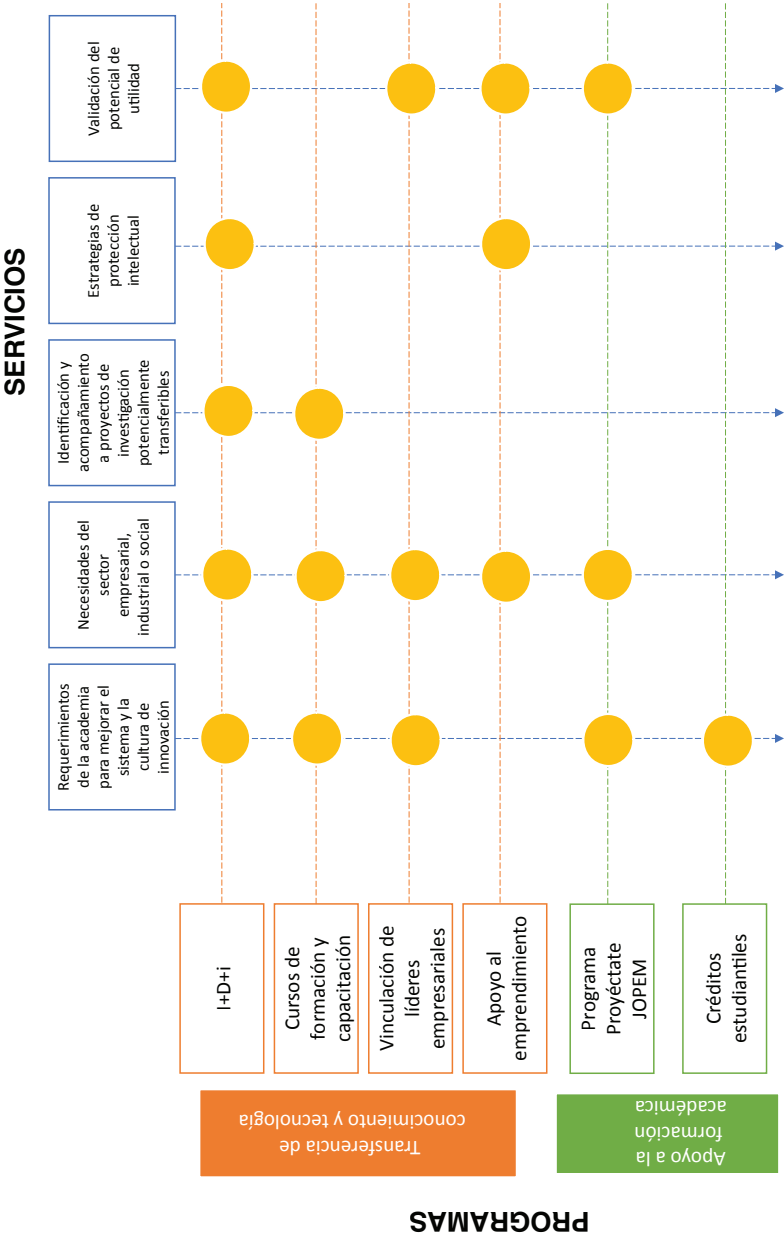 SERVICIOS
Requerimientos
de la academia
para mejorar el
sistema y la
cultura de
innovación
Necesidades del
sector
empresarial,
industrial o social
Identificación y
acompañamiento
a proyectos de
investigación
potencialmente
transferibles
Estrategias de
protección
intelectual
Validación del
potencial de
utilidad
PROGRAMAS
Transferencia de
conocimiento y tecnología
I+D+i
Cursos de
formación y
capacitación
Vinculación de
líderes
empresariales
Apoyo al
emprendimiento
Apoyo a la
formación
académica
Programa
Proyéctate
JOPEM
Créditos
estudiantiles